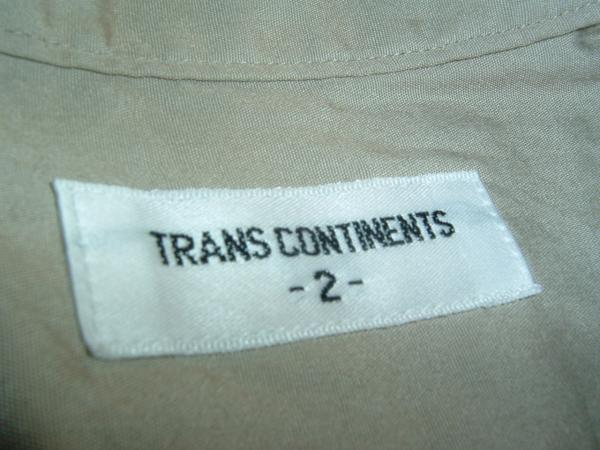 TRANS CONTINENTS
- 2 -